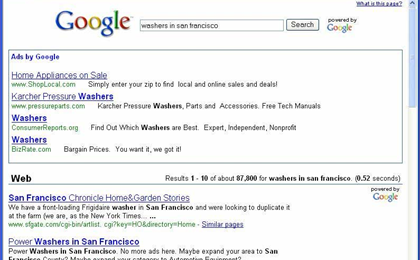 What is this page?
Google™ washers in san francisco Search powered by Google™
Ads by Google
Home Appliances on Sale
www.ShopLocal.com Simply enter your zip to find local and online sales and deals!
Karcher Pressure Washers
www.pressureparts.com Karcher Pressure Washers, Parts and Accessories. Free Tech Manuals
Washers
ConsumerReports.org Find Out Which Washers are Best. Expert, Independent, Nonprofit
Washers
BizRate.com Bargain Prices. You want it, we got it!
Web Results 1 - 10 of about 87,800 for washers in san francisco. (0.52 seconds)
powered by Google™
San Francisco Chronicle Home&Garden Stories
We have a front-loading Frigidaire washer in San Francisco and were looking to duplicate it
at the farm (we are, as the New York Times... ...
www.sfgate.com/cgi-bin/artlist. cgi?key=HO&directory=Home - Similar pages
Power Washers in San Francisco
Power Washers in San Francisco. No more ads here. Maybe expand your area to San
Francisco County? Maybe expand your category to Automotive Equipment?